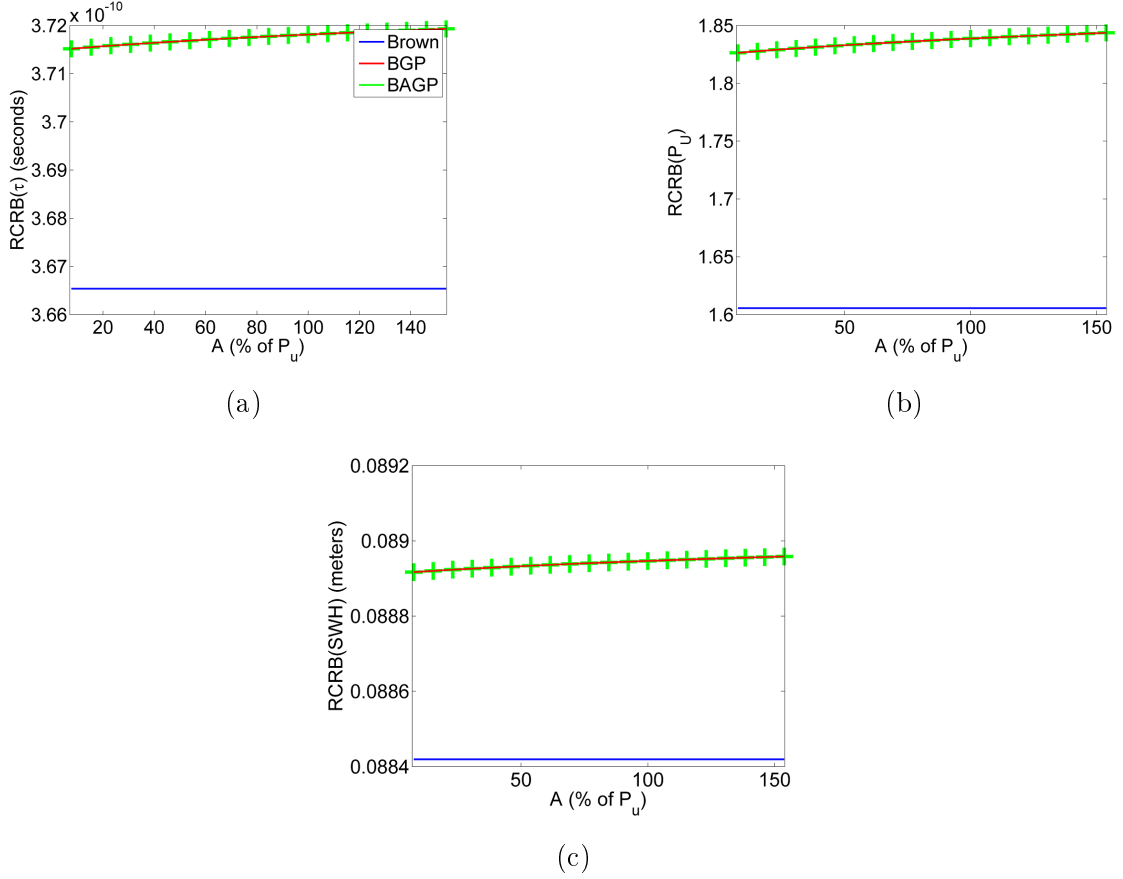 x 10^-10
3.72
3.71
3.7
3.69
3.68
3.67
3.66
RCRB(τ) (seconds)
Brown
BGP
BAGP
20 40 60 80 100 120 140
A (% of P_u)
(a)
1.85
1.8
1.75
1.7
1.65
1.6
RCRB(P_U)
50 100 150
A (% of P_u)
(b)
0.0892
0.089
0.0888
0.0886
0.0884
RCRB(SWH) (meters)
50 100 150
A (% of P_u)
(c)